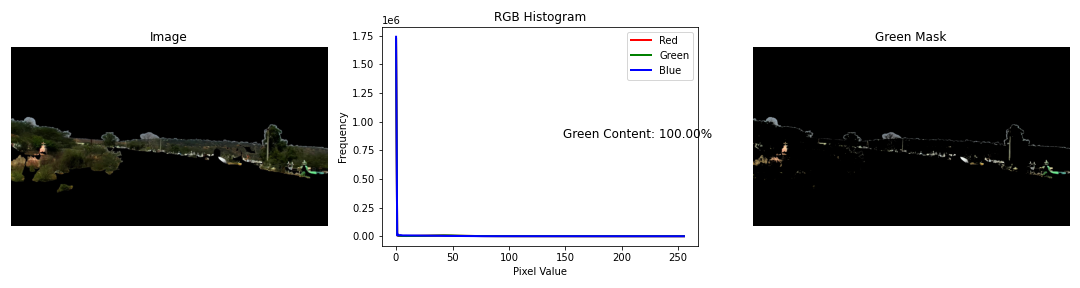 Image
RGB Histogram
Green Mask
1e6
Red
Green
Blue
Green Content: 100.00%
Frequency
1.75
1.50
1.25
1.00
0.75
0.50
0.25
0.00
0 50 100 150 200 250
Pixel Value